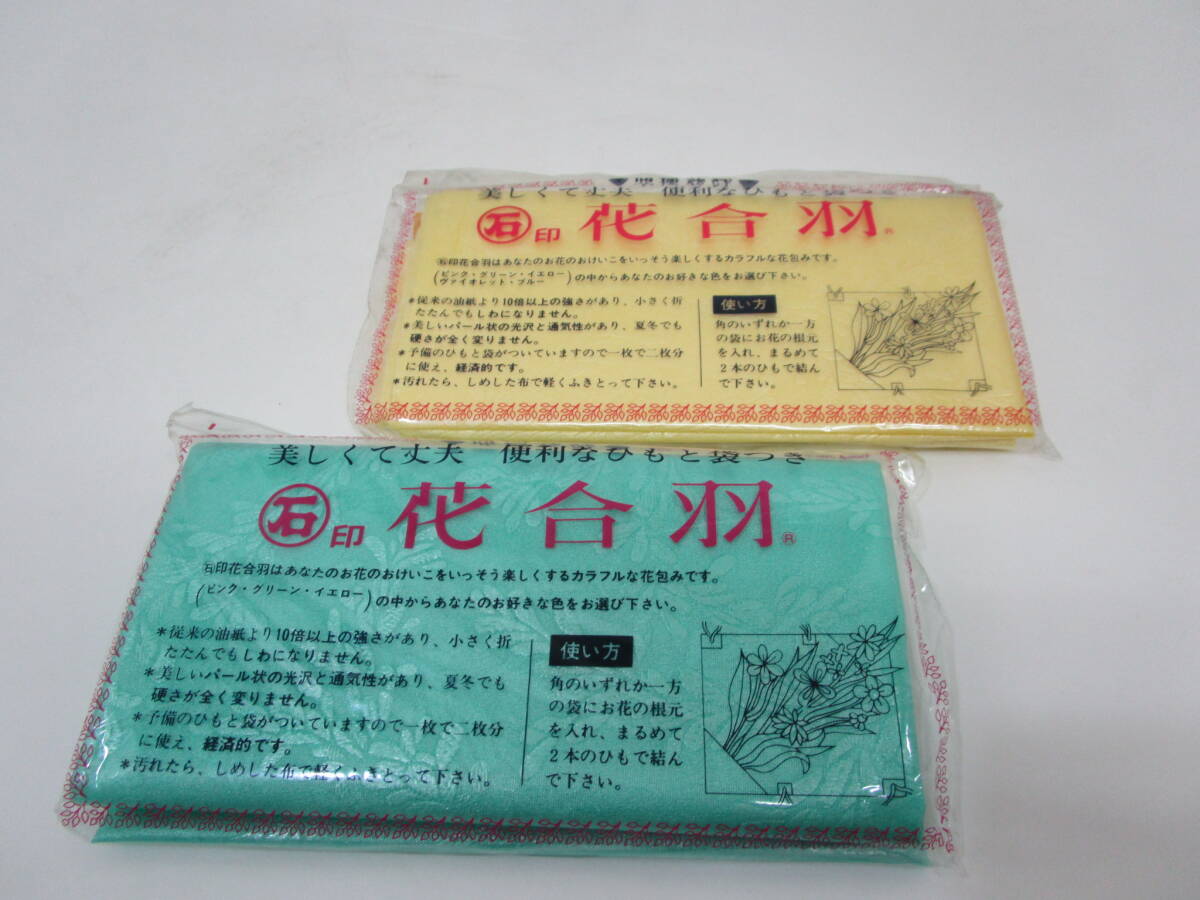 美しくて丈夫 便利なひもと袋つき
石印 花合羽®
石印花合羽はあなたのお花のおけいこをいっそう楽しくするカラフルな花包みです。
(ピンク・グリーン・イエロー
ヴァイオレット・ブルー)の中からあなたのお好きな色をお選び下さい。
*従来の油紙より10倍以上の強さがあり、小さく折
たたんでもしわになりません。
*美しいパール状の光沢と通気性があり、夏冬でも
硬さが全く変りません。
*予備のひもと袋がついていますので一枚で二枚分
に使え、経済的です。
*汚れたら、しめした布で軽くふきとって下さい。
使い方
角のいずれか一方
の袋にお花の根元
を入れ、まるめて
2本のひもで結ん
で下さい。
美しくて丈夫 便利なひもと袋つき
石印 花合羽®
石印花合羽はあなたのお花のおけいこをいっそう楽しくするカラフルな花包みです。
(ピンク・グリーン・イエロー)の中からあなたのお好きな色をお選び下さい。
*従来の油紙より10倍以上の強さがあり、小さく折
たたんでもしわになりません。
*美しいパール状の光沢と通気性があり、夏冬でも
硬さが全く変りません。
*予備のひもと袋がついていますので一枚で二枚分
に使え、経済的です。
*汚れたら、しめした布で軽くふきとって下さい。
使い方
角のいずれか一方
の袋にお花の根元
を入れ、まるめて
2本のひもで結ん
で下さい。